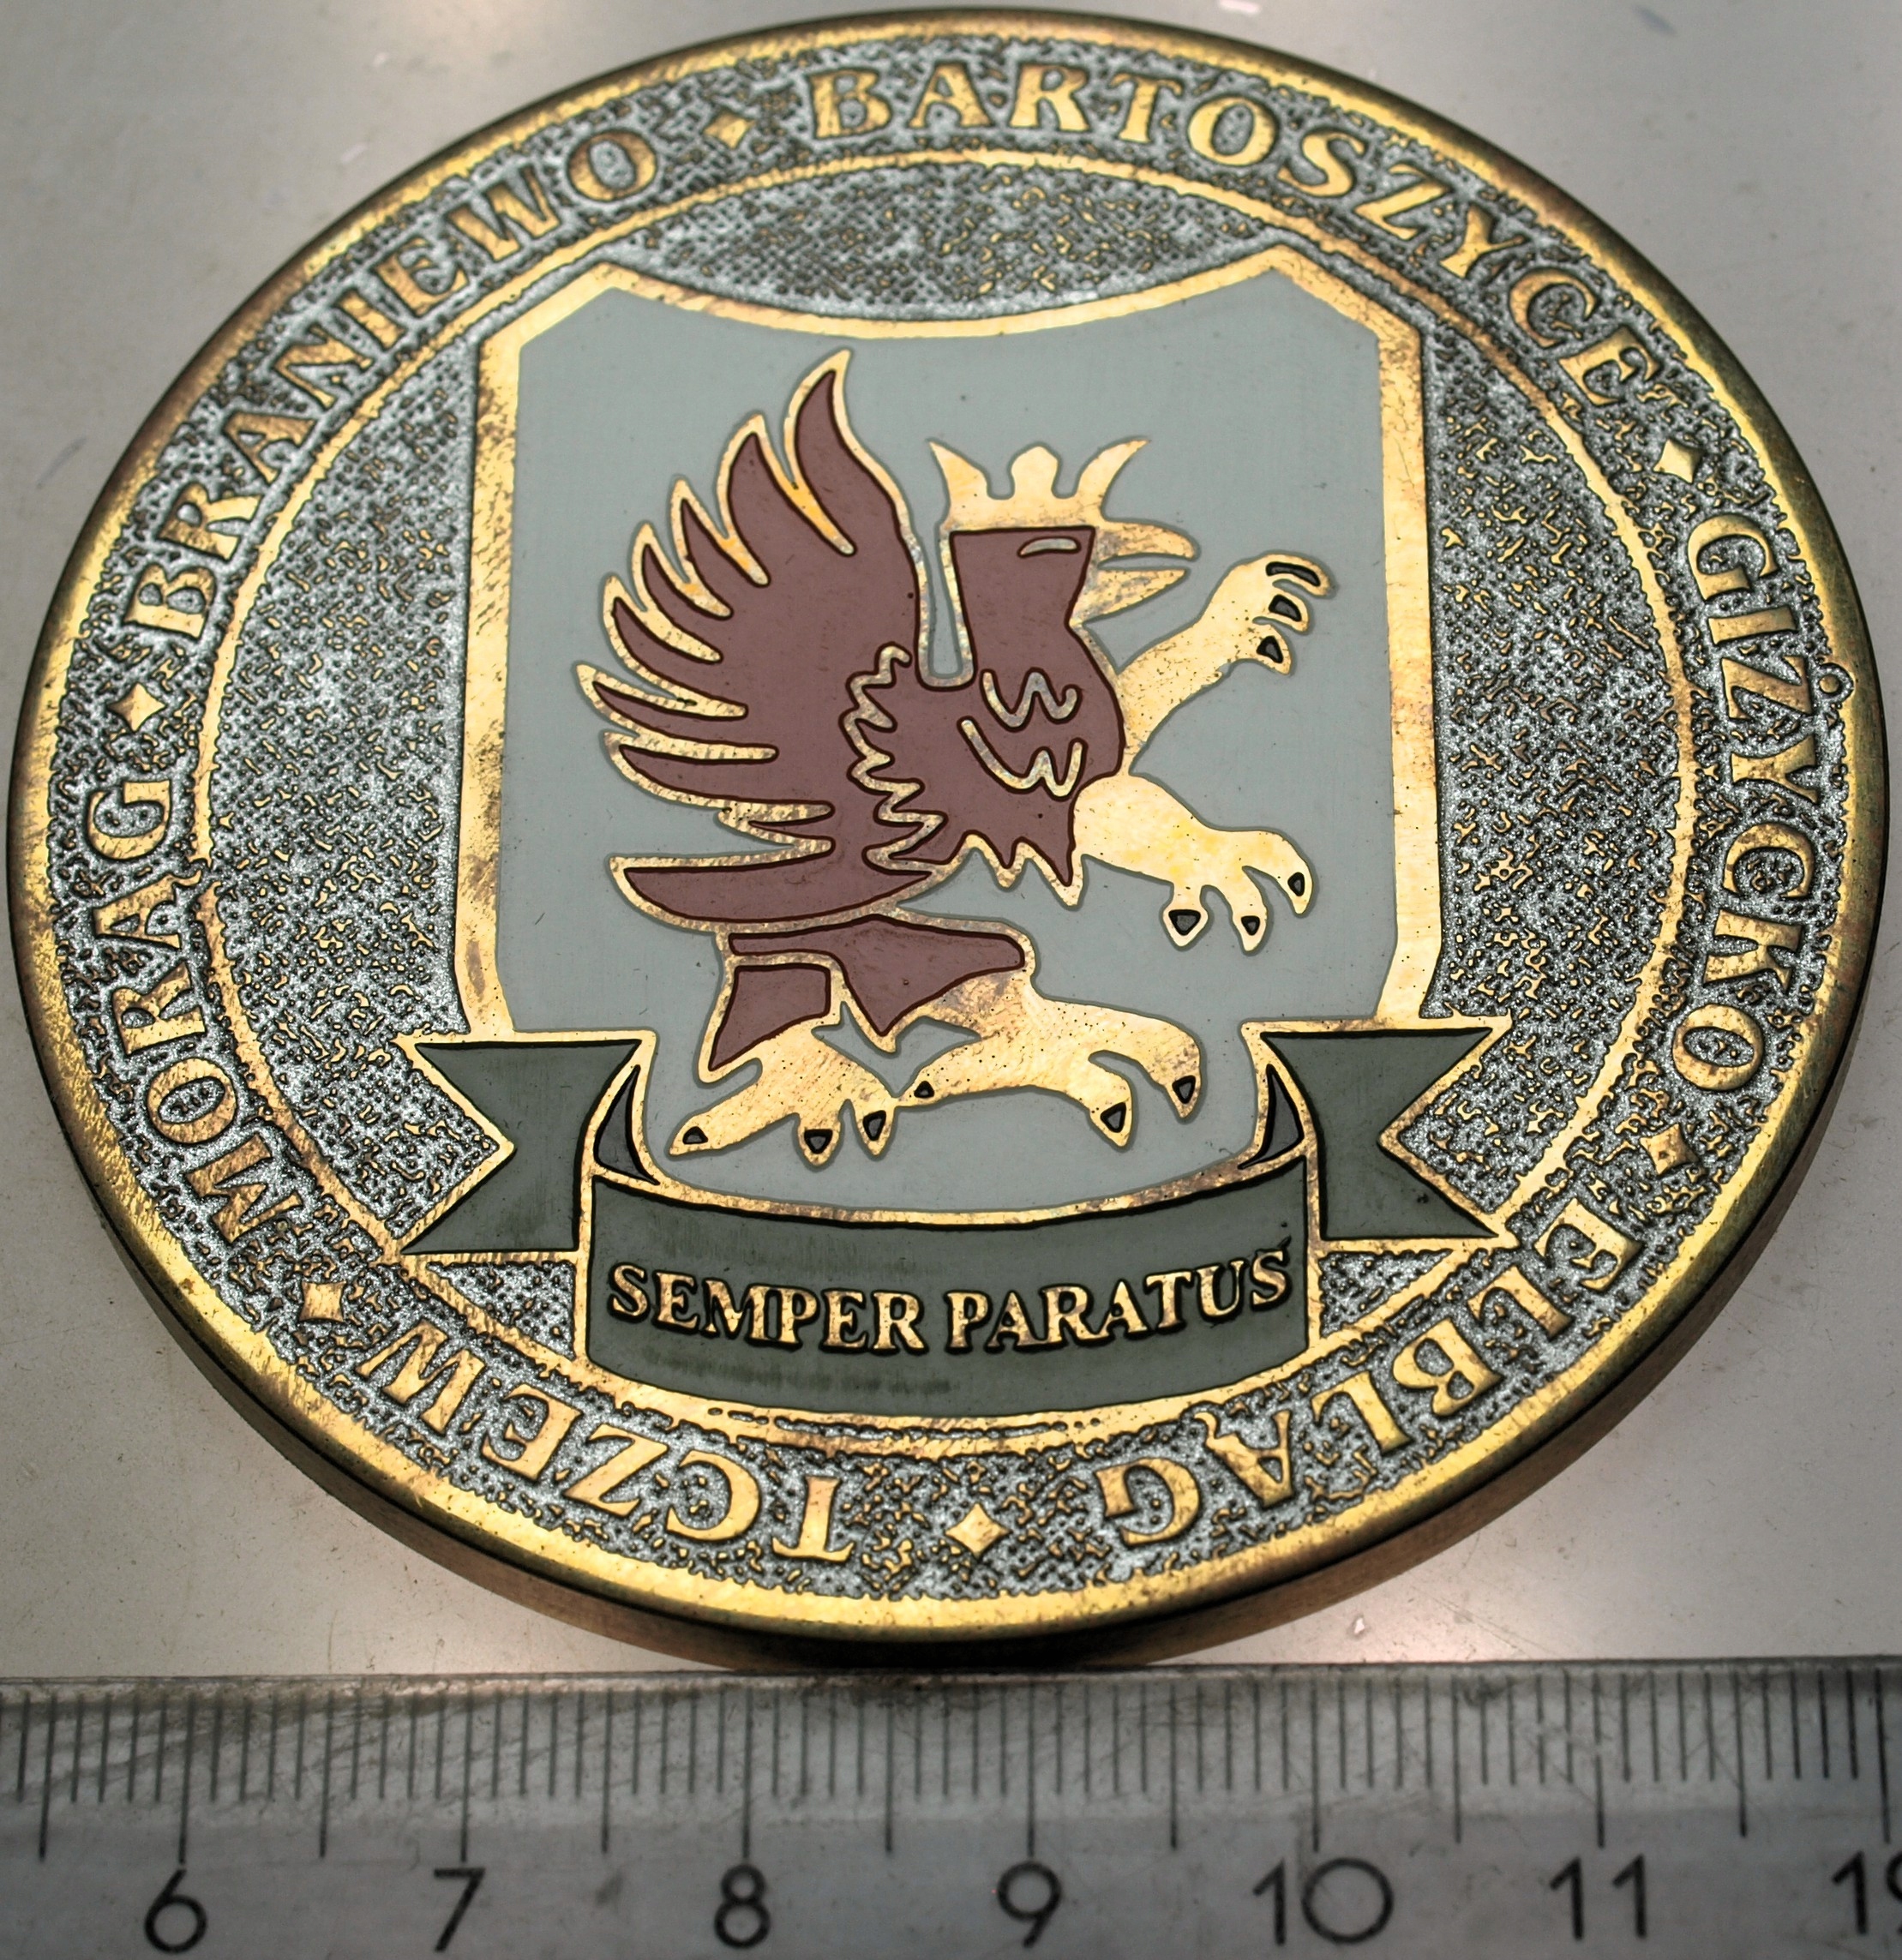 BARTOSZYCE
GIŻYCKO
ELBLĄG
TCZEW
MORĄG
BRANIEWO
SEMPER PARATUS
6 7 8 9 10 11